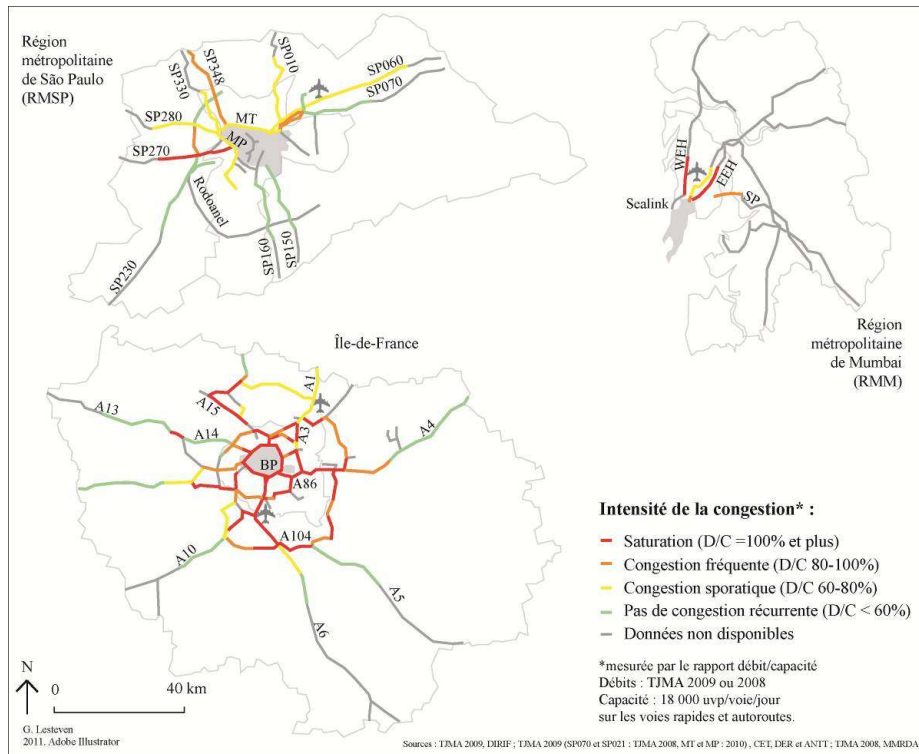 Région
métropolitaine
de São Paulo
(RMSP)
SP330
SP348
SP010
SP060
SP070
SP280
MT
MP
SP270
Rodoanel
SP230
SP160
SP150
WEH
EEH
SP
Sealink
Région
métropolitaine
de Mumbai
(RMM)
Île-de-France
A13
A15
A1
A14
A3
A4
BP
A86
A104
A10
A6
A5
Intensité de la congestion* :
Saturation (D/C =100% et plus)
Congestion fréquente (D/C 80-100%)
Congestion sporatique (D/C 60-80%)
Pas de congestion récurrente (D/C < 60%)
Données non disponibles
*mesurée par le rapport débit/capacité
Débits : TJMA 2009 ou 2008
Capacité : 18 000 uvp/voie/jour
sur les voies rapides et autoroutes.
N
0 40 km
G. Lesteven
2011. Adobe Illustrator
Sources : TJMA 2009, DIRIF ; TJMA 2009 (SP070 et SP021 : TJMA 2008, MT et MP : 2010) , CET, DER et ANTT ; TJMA 2008, MMRDA